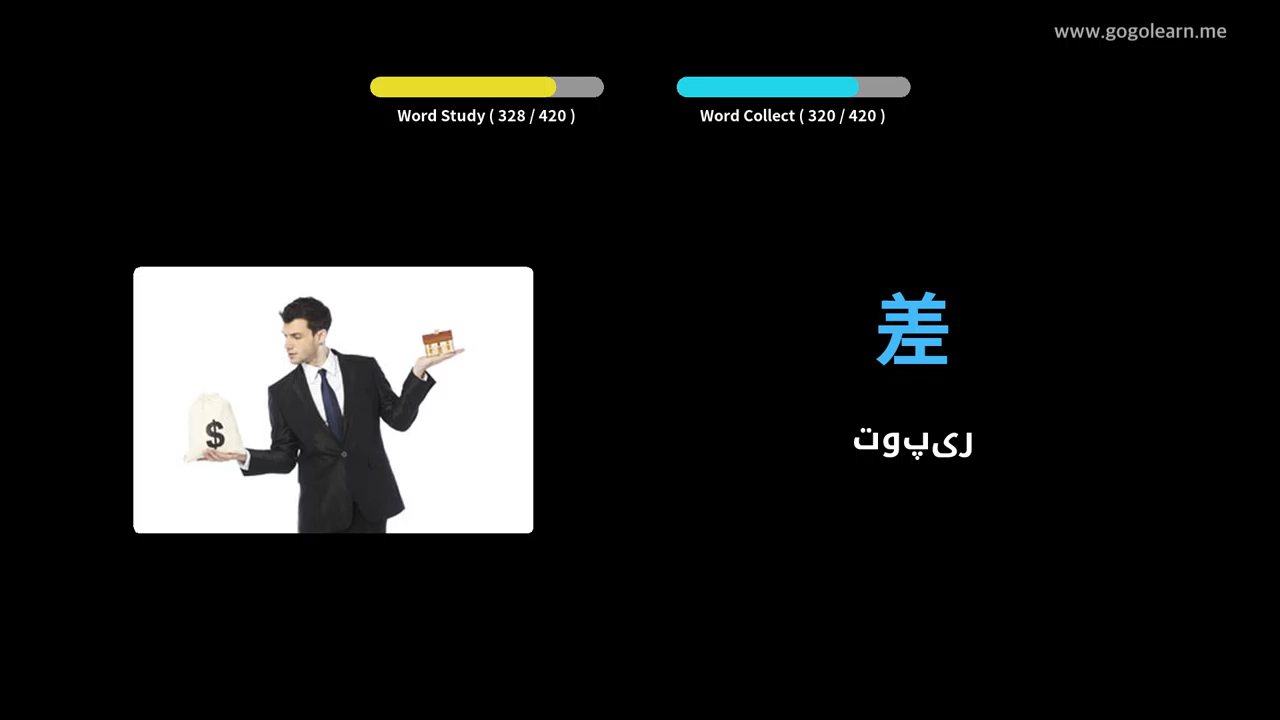 www.gogolearn.me
Word Study ( 328 / 420 )
Word Collect ( 320 / 420 )
差
ریپوت
$